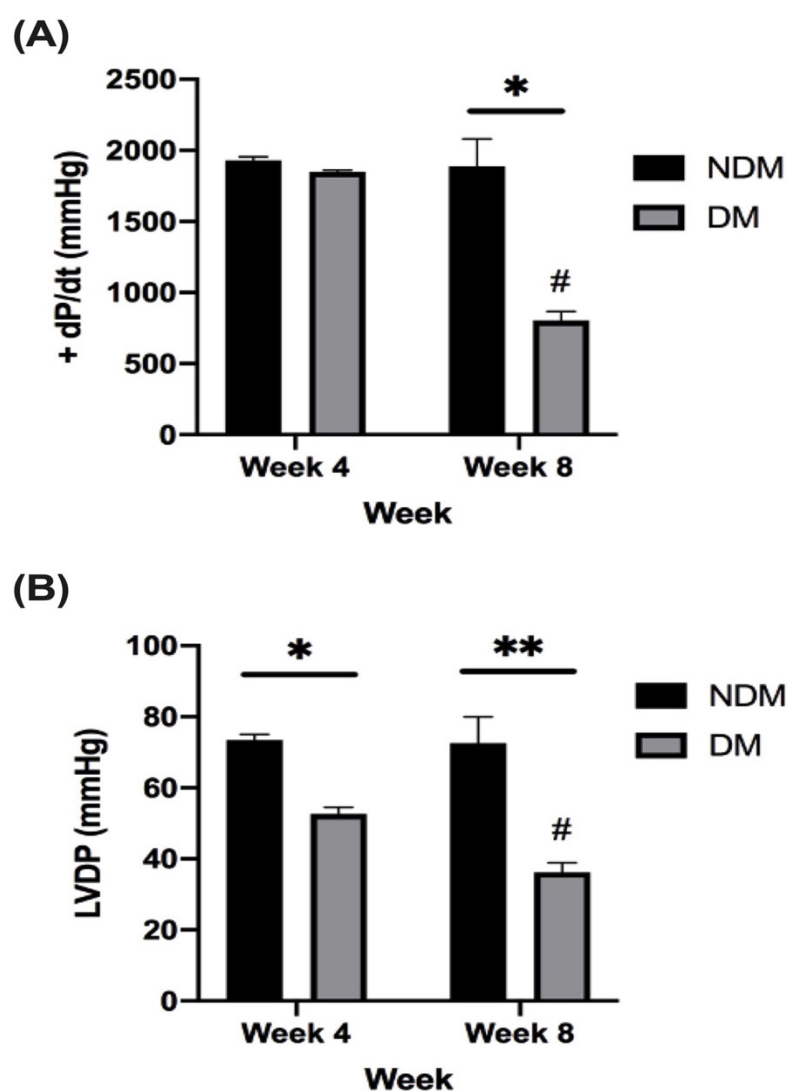 (A)
2500
2000
1500
1000
500
0
+ dP/dt (mmHg)
*
#
NDM
DM
Week 4
Week 8
Week
(B)
100
80
60
40
20
0
LVDP (mmHg)
*
**
#
NDM
DM
Week 4
Week 8
Week